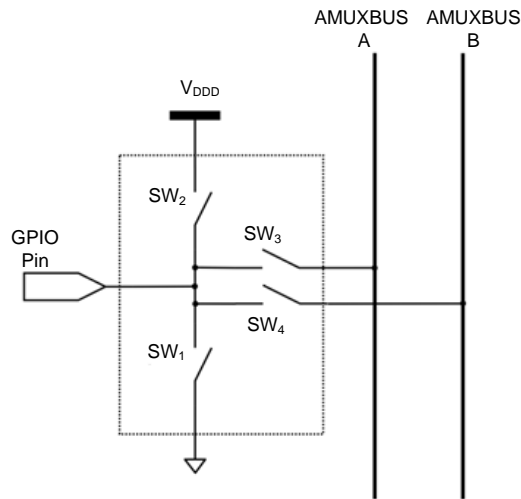 AMUXBUS
A
AMUXBUS
B
VDDD
SW2
GPIO
Pin
SW3
SW4
SW1